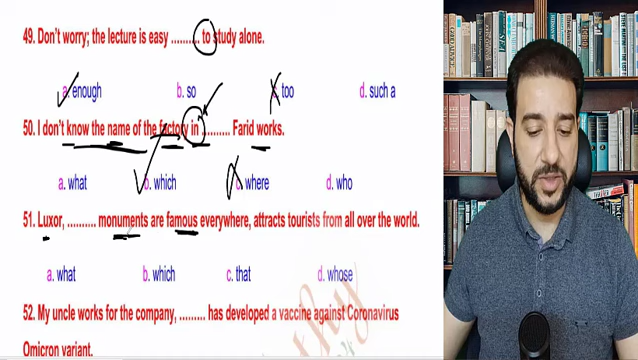 49. Don't worry; the lecture is easy .......... to study alone.
a. enough b. so c. too d. such a
50. I don't know the name of the factory in ......... Farid works.
a. what b. which c. where d. who
51. Luxor, .......... monuments are famous everywhere, attracts tourists from all over the world.
a. what b. which c. that d. whose
52. My uncle works for the company, ......... has developed a vaccine against Coronavirus
Omicron variant.